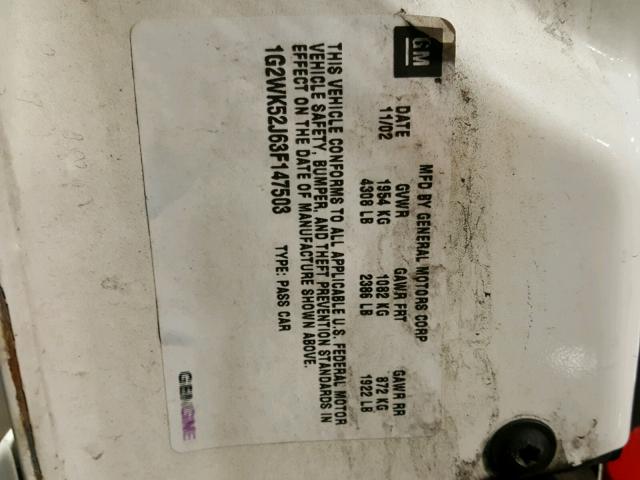 GM
MFD BY GENERAL MOTORS CORP
DATE GVWR GAWR FRT GAWR RR
11/02 1954 KG 1082 KG 872 KG
4308 LB 2386 LB 1922 LB
THIS VEHICLE CONFORMS TO ALL APPLICABLE U.S. FEDERAL MOTOR
VEHICLE SAFETY, BUMPER, AND THEFT PREVENTION STANDARDS IN
EFFECT ON THE DATE OF MANUFACTURE SHOWN ABOVE.
1G2WK52J63F147503 TYPE: PASS CAR